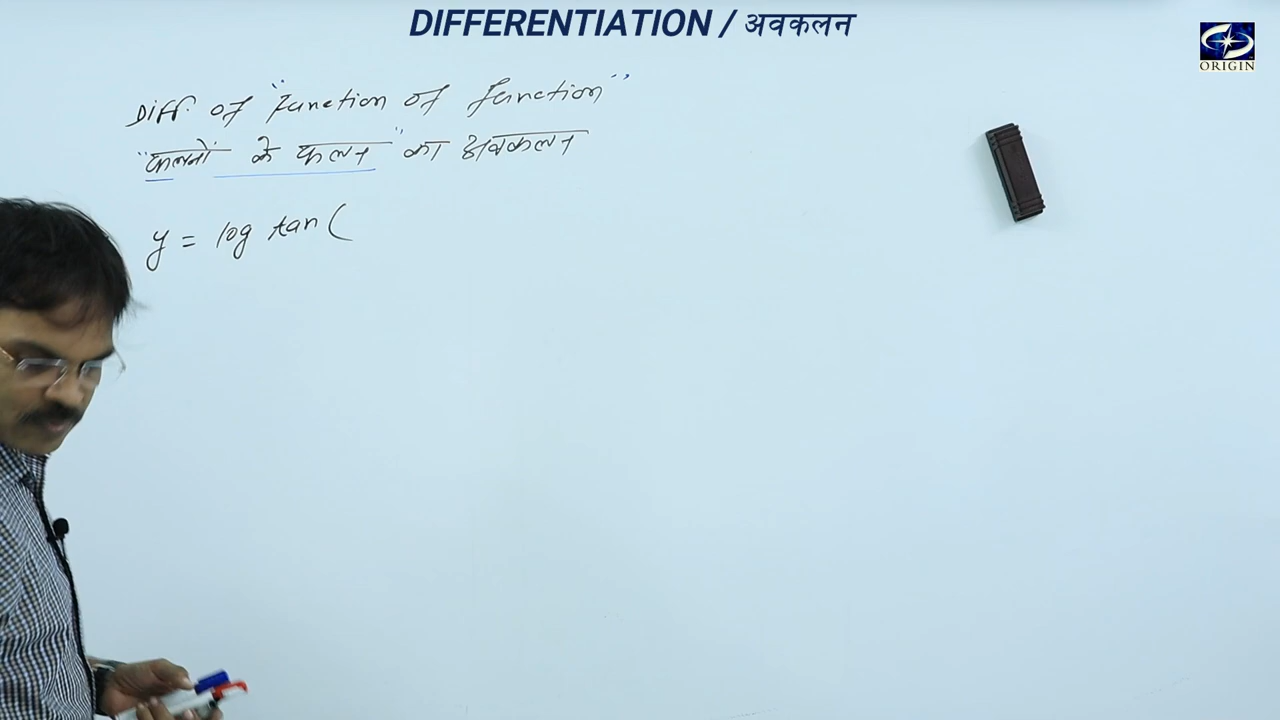 DIFFERENTIATION / अवकलन
ORIGIN
Diff. of "function of function"
"फलनों के फलन" का अवकलन
y = log tan (